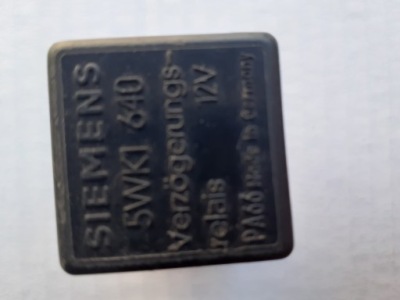 SIEMENS
5WK1 640
Verzögerungs-
relais 12V
PA66 Made in Germany